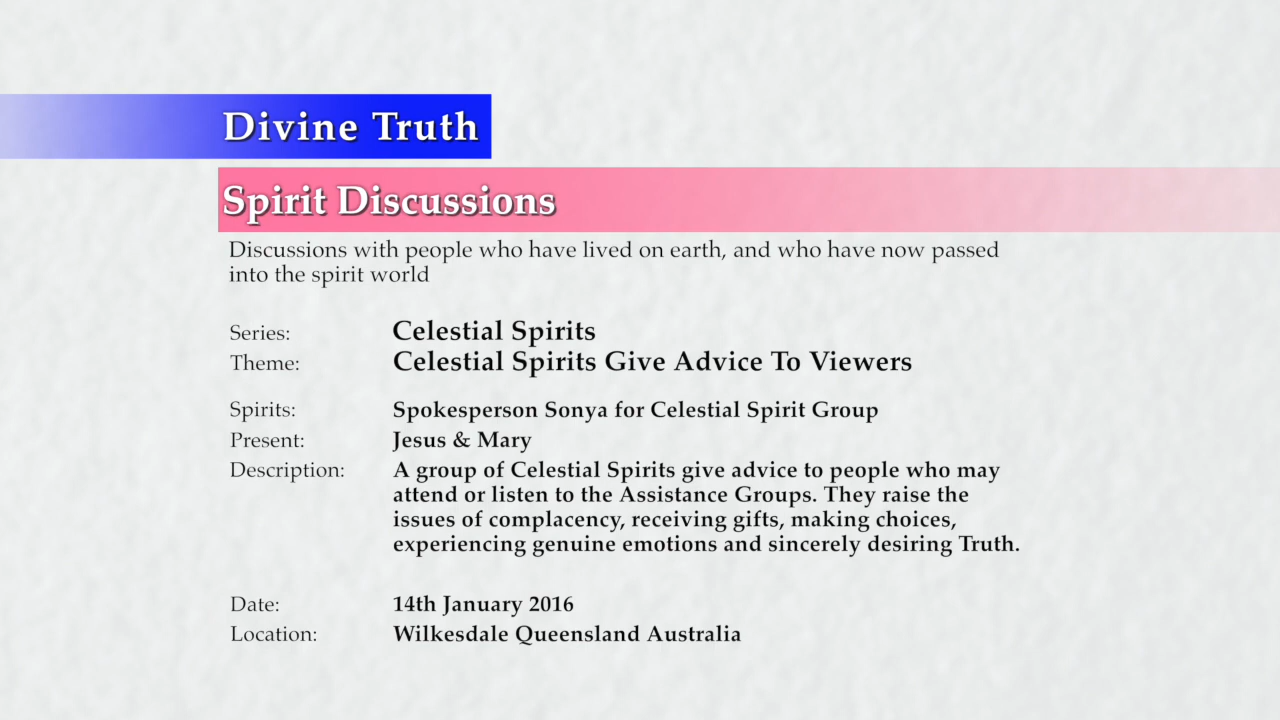 Divine Truth
Spirit Discussions
Discussions with people who have lived on earth, and who have now passed
into the spirit world
Series: Celestial Spirits
Theme: Celestial Spirits Give Advice To Viewers
Spirits: Spokesperson Sonya for Celestial Spirit Group
Present: Jesus & Mary
Description: A group of Celestial Spirits give advice to people who may
attend or listen to the Assistance Groups. They raise the
issues of complacency, receiving gifts, making choices,
experiencing genuine emotions and sincerely desiring Truth.
Date: 14th January 2016
Location: Wilkesdale Queensland Australia